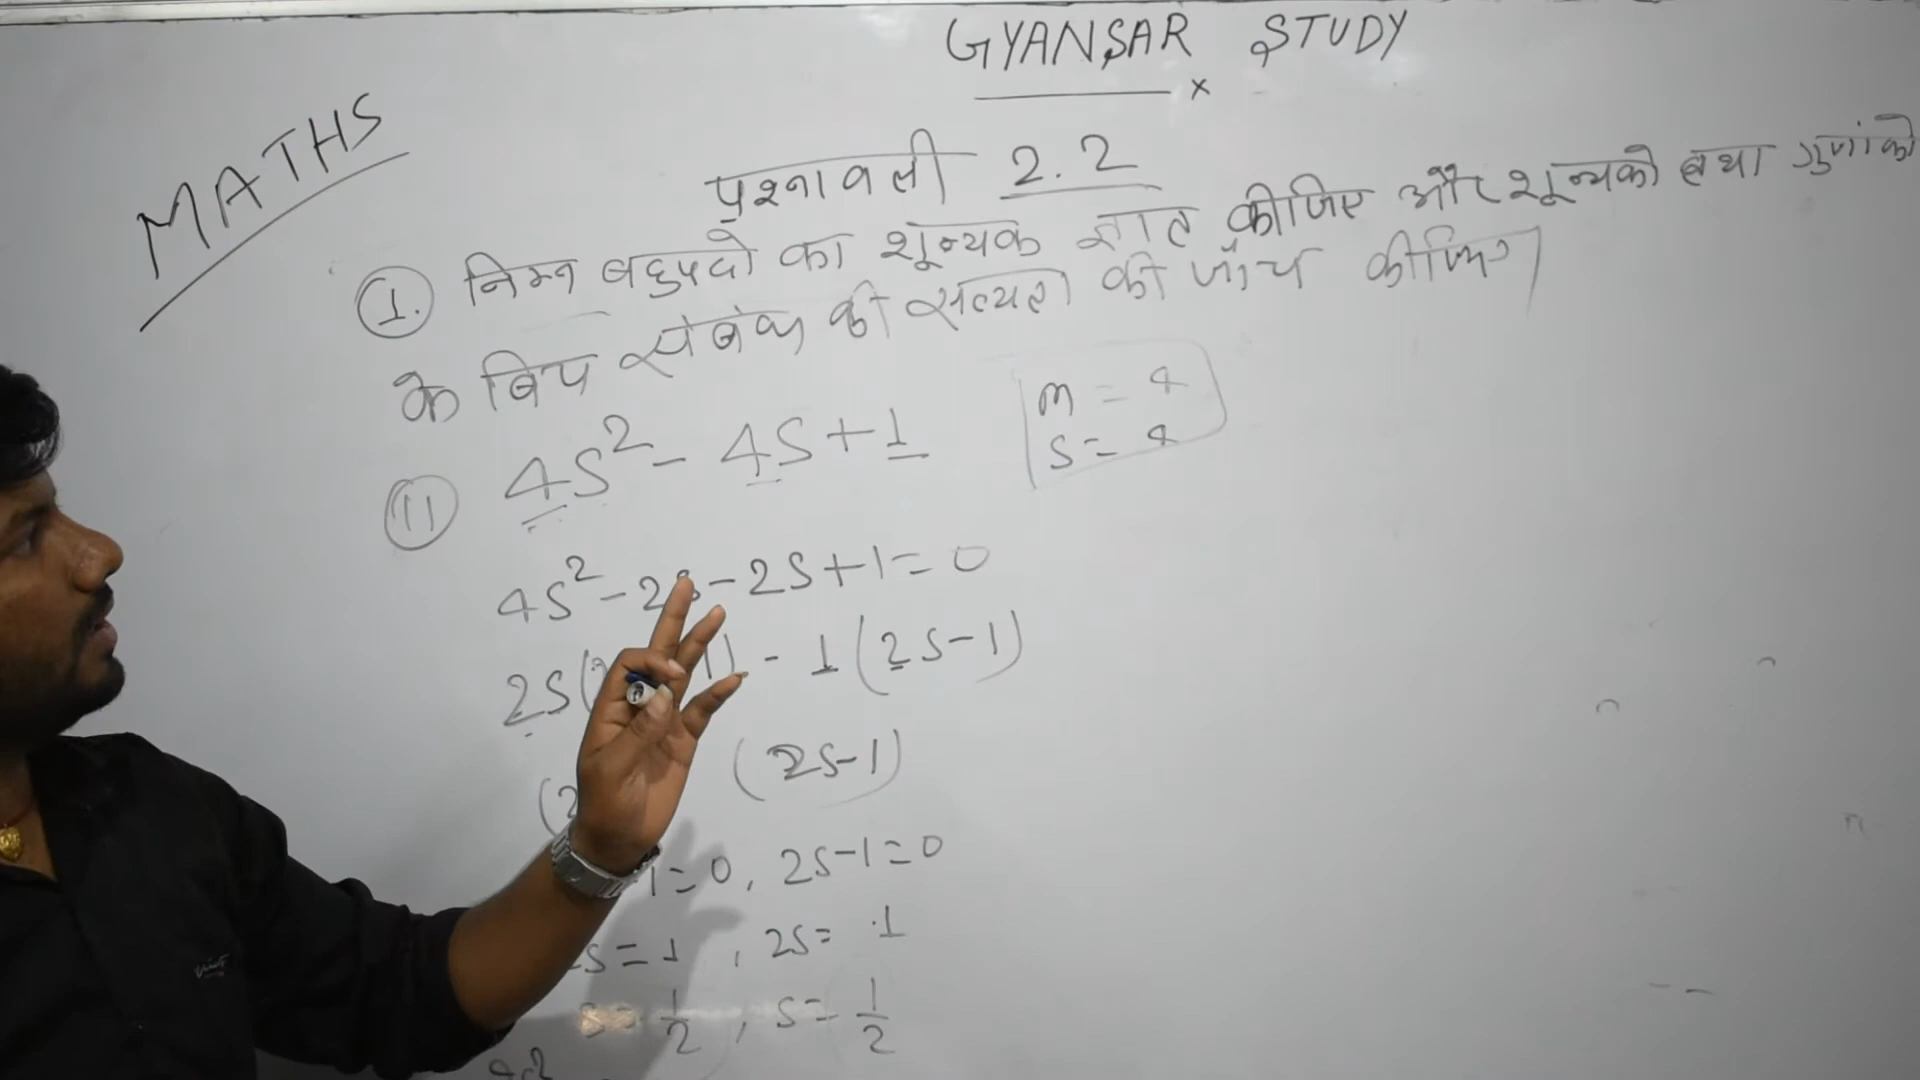 GYANSAR STUDY
x
MATHS
प्रश्नावली 2.2
I. निम्न बहुपदो का शून्यक ज्ञात कीजिए और शून्यको तथा गुणांको
के बिच संबंध की सत्यता की जाँच कीजिए
m = 4
S = 4
II 4S² - 4S + 1
4S² - 2S - 2S + 1 = 0
2S( 1) - 1(2S - 1)
(2 (2S-1)
1 = 0, 2S - 1 = 0
S = 1, 2S = 1
S = 1/2, S = 1/2